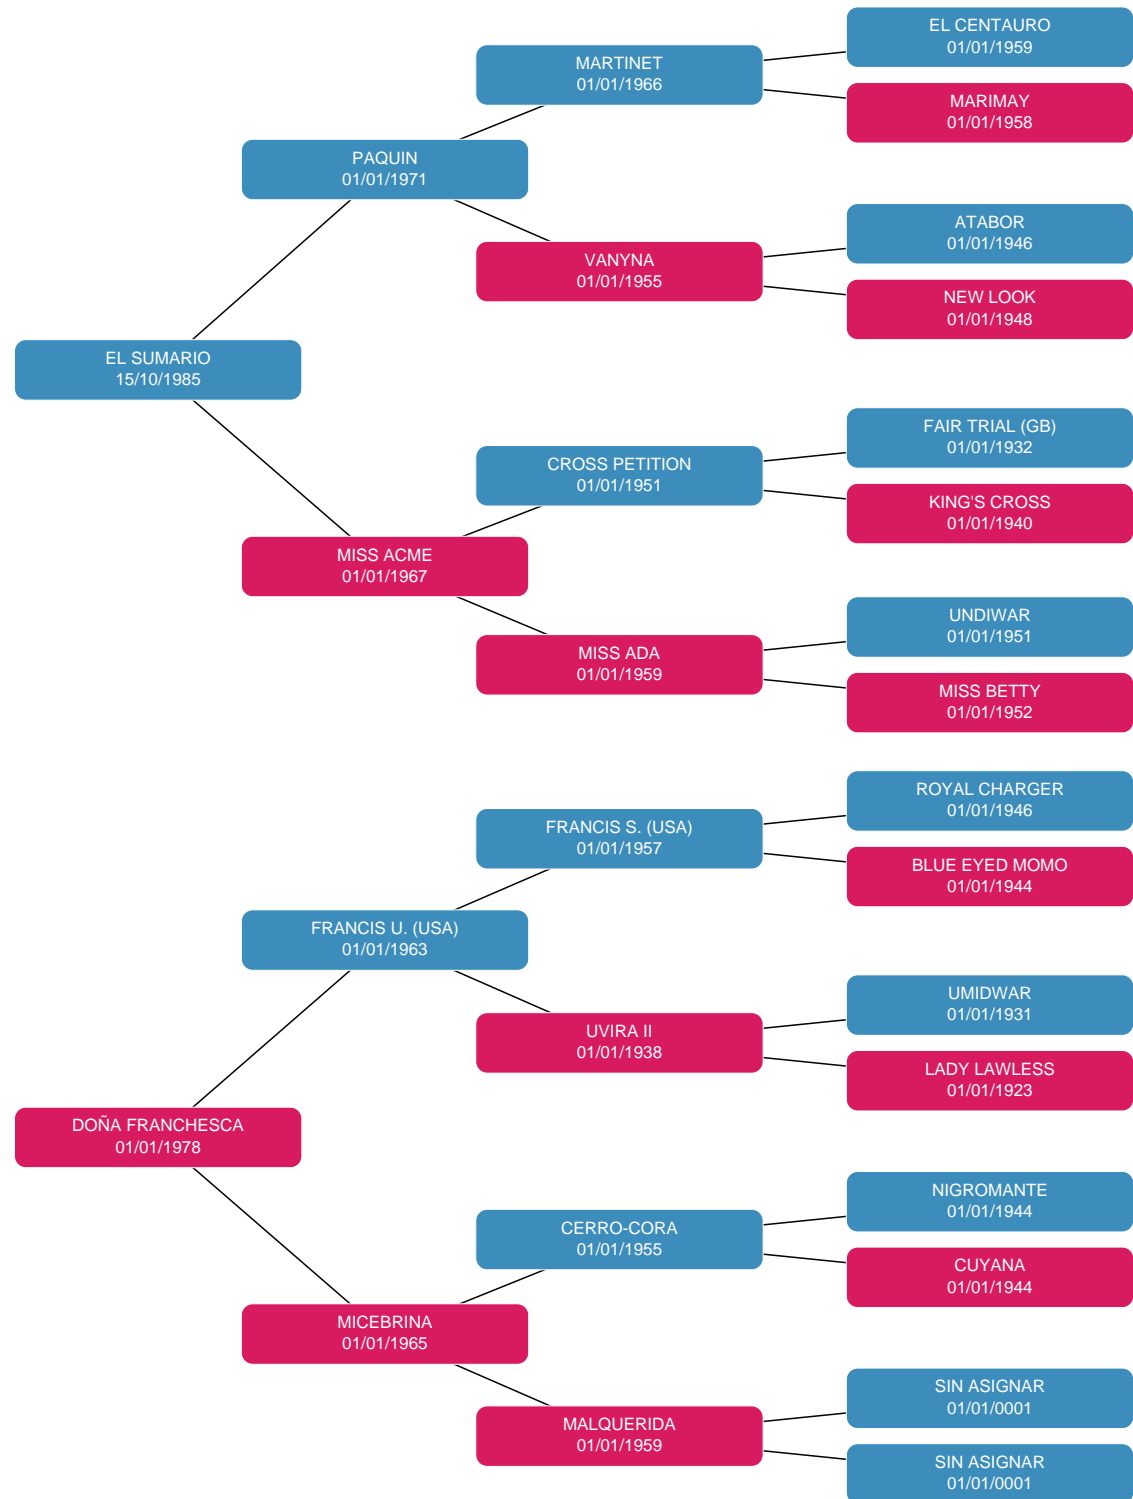 EL CENTAURO
01/01/1959
MARTINET
01/01/1966
MARIMAY
01/01/1958
PAQUIN
01/01/1971
ATABOR
01/01/1946
VANYNA
01/01/1955
NEW LOOK
01/01/1948
EL SUMARIO
15/10/1985
FAIR TRIAL (GB)
01/01/1932
CROSS PETITION
01/01/1951
KING'S CROSS
01/01/1940
MISS ACME
01/01/1967
UNDIWAR
01/01/1951
MISS ADA
01/01/1959
MISS BETTY
01/01/1952
ROYAL CHARGER
01/01/1946
FRANCIS S. (USA)
01/01/1957
BLUE EYED MOMO
01/01/1944
FRANCIS U. (USA)
01/01/1963
UMIDWAR
01/01/1931
UVIRA II
01/01/1938
LADY LAWLESS
01/01/1923
DOÑA FRANCHESCA
01/01/1978
NIGROMANTE
01/01/1944
CERRO-CORA
01/01/1955
CUYANA
01/01/1944
MICEBRINA
01/01/1965
SIN ASIGNAR
01/01/0001
MALQUERIDA
01/01/1959
SIN ASIGNAR
01/01/0001